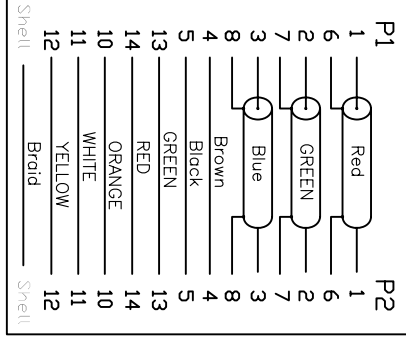 P1 P2
1 Red 1
6 6
2 GREEN 2
7 7
3 Blue 3
8 8
4 Brown 4
5 Black 5
13 GREEN 13
14 RED 14
10 ORANGE 10
11 WHITE 11
12 YELLOW 12
Shell Braid Shell